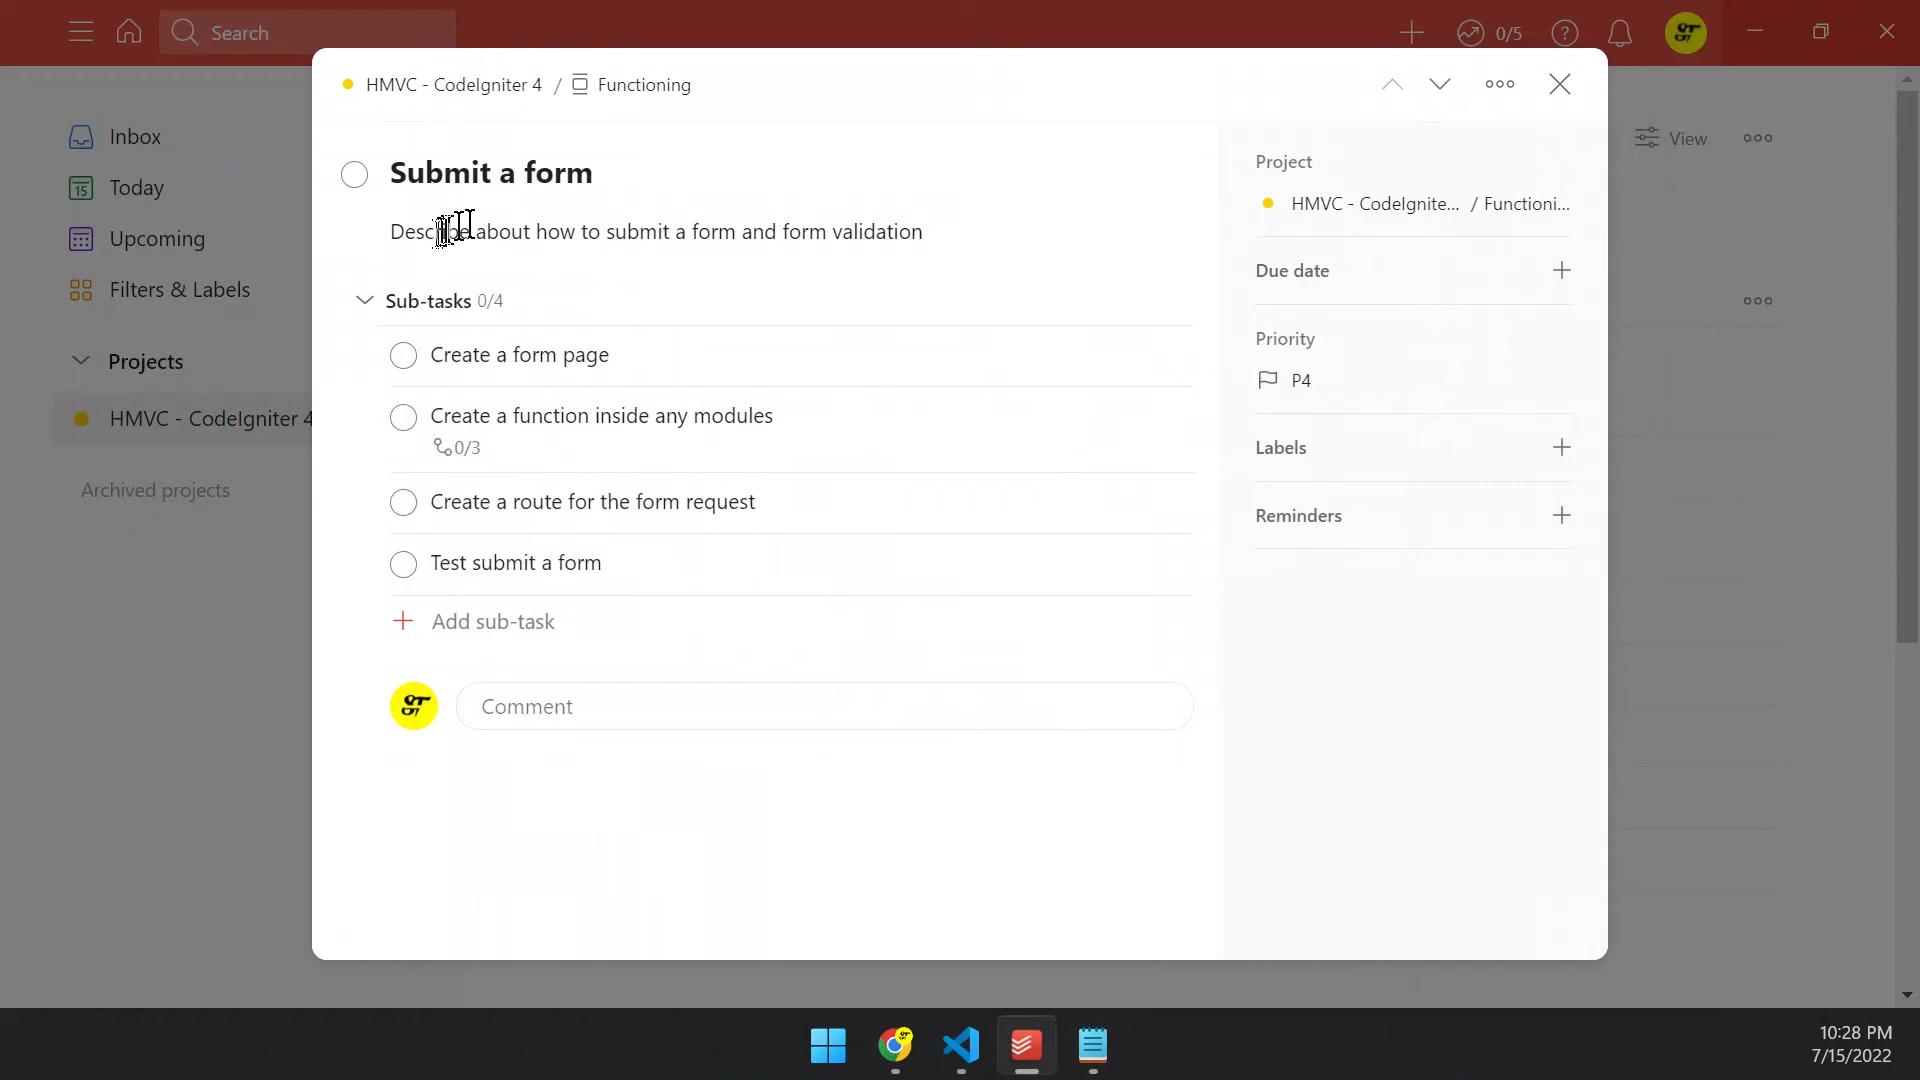 Search
0/5
HMVC - CodeIgniter 4 / Functioning
Inbox
Today
15
Upcoming
Filters & Labels
Projects
HMVC - CodeIgniter 4
Archived projects
View
Submit a form
Describe about how to submit a form and form validation
Sub-tasks 0/4
Create a form page
Create a function inside any modules
0/3
Create a route for the form request
Test submit a form
Add sub-task
Comment
Project
HMVC - CodeIgnite... / Functioni...
Due date
Priority
P4
Labels
Reminders
10:28 PM
7/15/2022